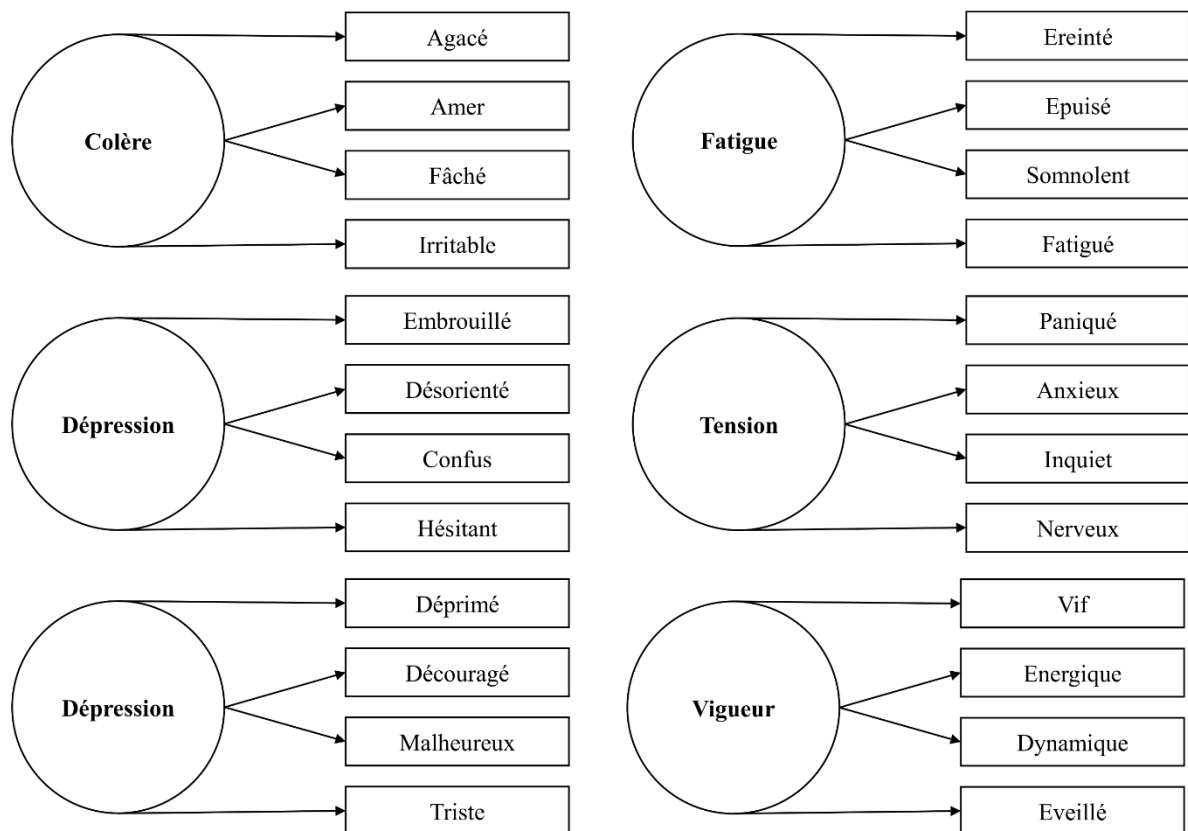 Colère
Agacé
Amer
Fâché
Irritable
Fatigue
Ereinté
Epuisé
Somnolent
Fatigué
Dépression
Embrouillé
Désorienté
Confus
Hésitant
Tension
Paniqué
Anxieux
Inquiet
Nerveux
Dépression
Déprimé
Découragé
Malheureux
Triste
Vigueur
Vif
Energique
Dynamique
Eveillé